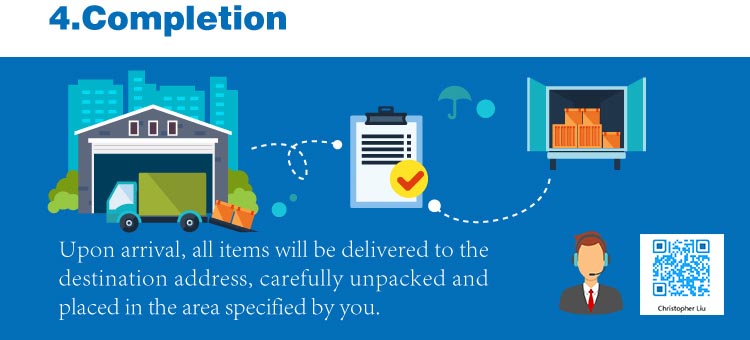 4.Completion
Upon arrival, all items will be delivered to the
destination address, carefully unpacked and
placed in the area specified by you.
Christopher Liu